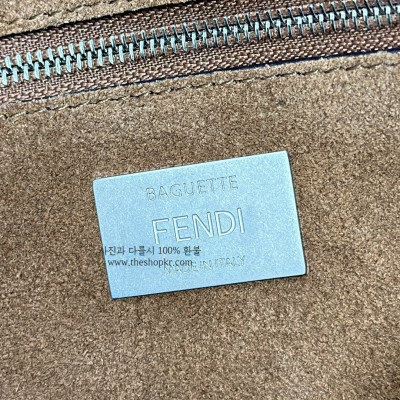 BAGUETTE
FENDI
사진과 다를시 100% 환불
www.theshopkr.com
MADE IN ITALY